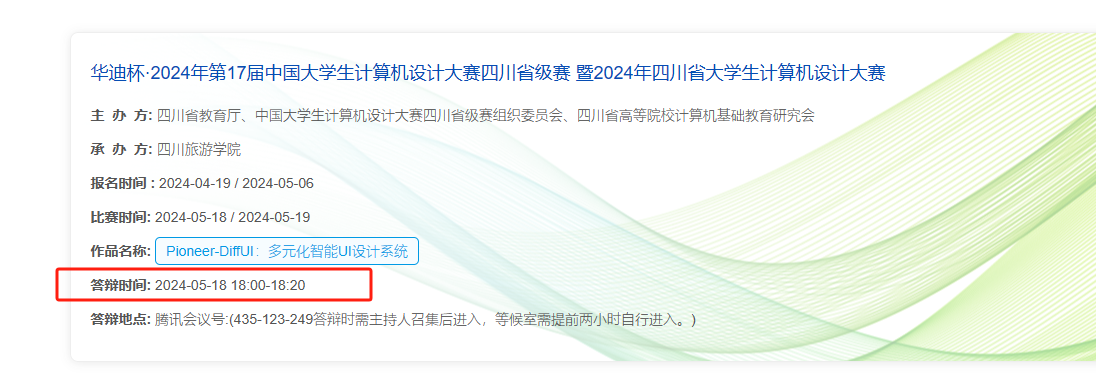 华迪杯·2024年第17届中国大学生计算机设计大赛四川省级赛 暨2024年四川省大学生计算机设计大赛
主 办 方: 四川省教育厅、中国大学生计算机设计大赛四川省级赛组织委员会、四川省高等院校计算机基础教育研究会
承 办 方: 四川旅游学院
报名时间 : 2024-04-19 / 2024-05-06
比赛时间: 2024-05-18 / 2024-05-19
作品名称: Pioneer-DiffUI：多元化智能UI设计系统
答辩时间: 2024-05-18 18:00-18:20
答辩地点: 腾讯会议号:(435-123-249答辩时需主持人召集后进入，等候室需提前两小时自行进入。)